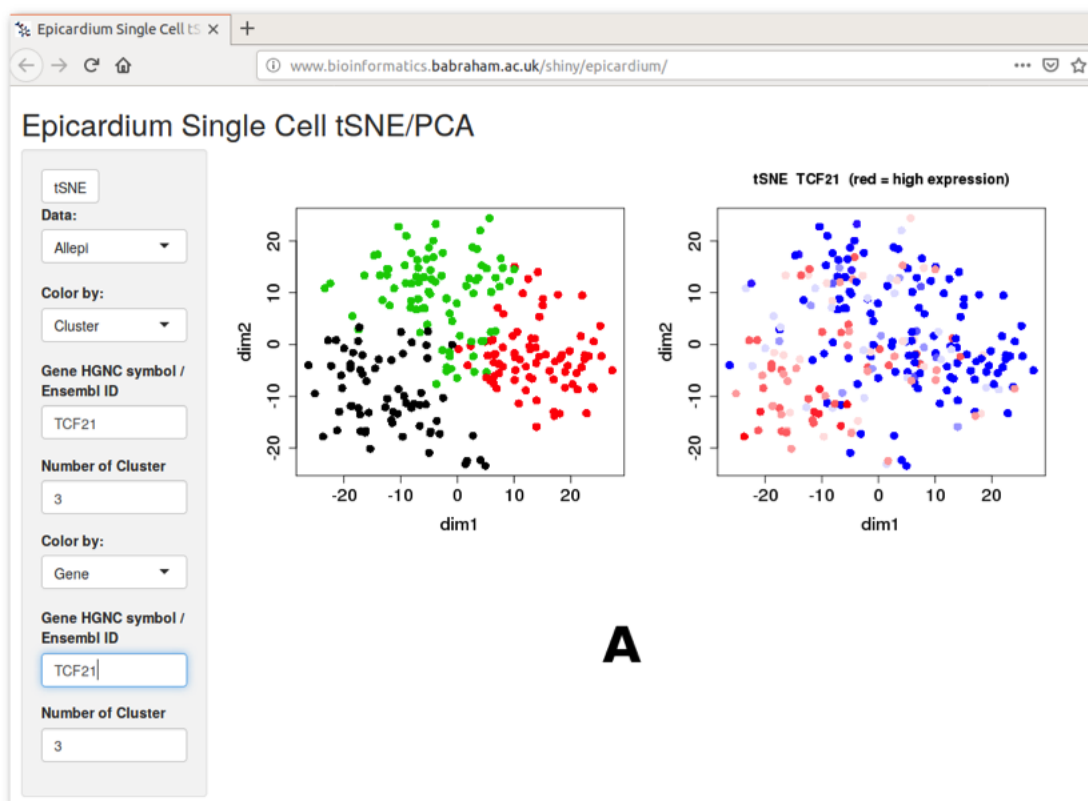 Epicardium Single Cell tS
www.bioinformatics.babraham.ac.uk/shiny/epicardium/
Epicardium Single Cell tSNE/PCA
tSNE
Data:
Allepi
Color by:
Cluster
Gene HGNC symbol /
Ensembl ID
TCF21
Number of Cluster
3
Color by:
Gene
Gene HGNC symbol /
Ensembl ID
TCF21
Number of Cluster
3
dim2
20
10
0
-10
-20
-20 -10 0 10 20
dim1
tSNE TCF21 (red = high expression)
dim2
20
10
0
-10
-20
-20 -10 0 10 20
dim1
A